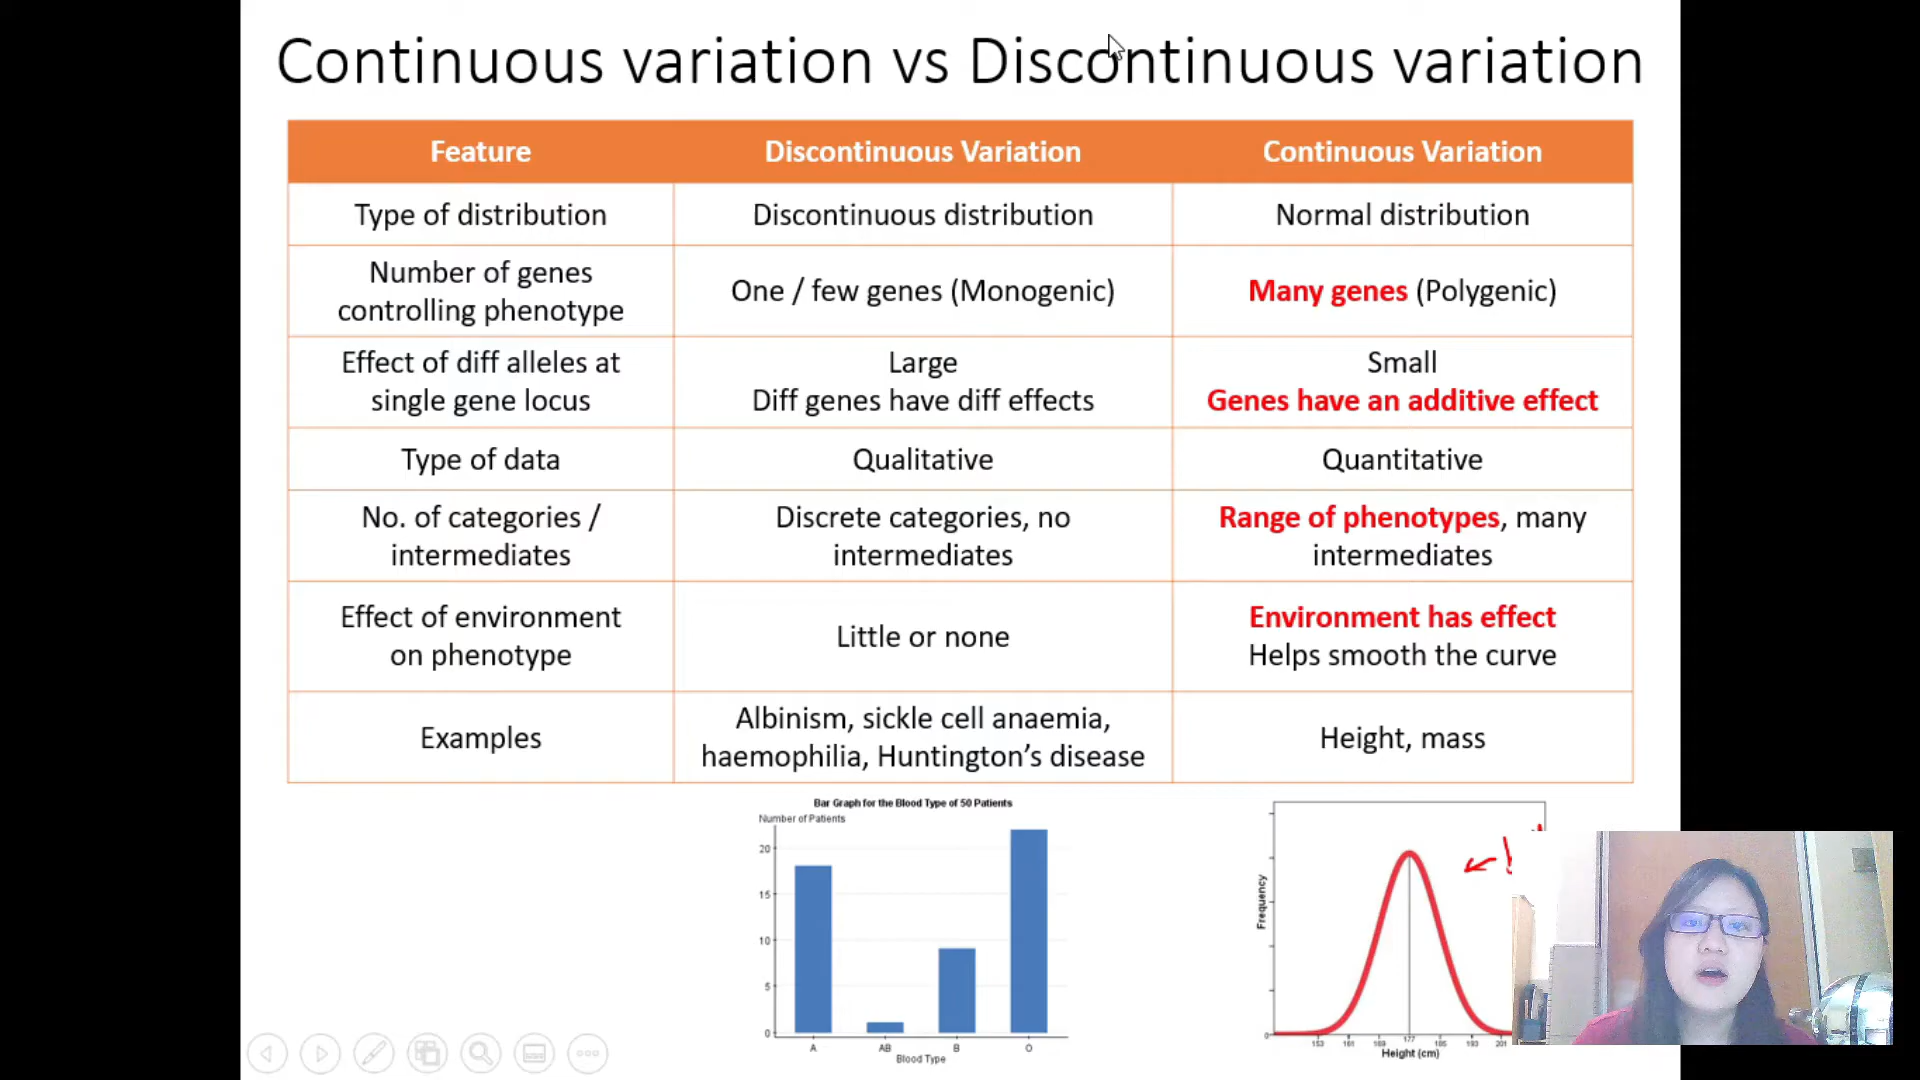 Continuous variation vs Discontinuous variation
Feature
Discontinuous Variation
Continuous Variation
Type of distribution
Discontinuous distribution
Normal distribution
Number of genes
controlling phenotype
One / few genes (Monogenic)
Many genes (Polygenic)
Effect of diff alleles at
single gene locus
Large
Diff genes have diff effects
Small
Genes have an additive effect
Type of data
Qualitative
Quantitative
No. of categories /
intermediates
Discrete categories, no
intermediates
Range of phenotypes, many
intermediates
Effect of environment
on phenotype
Little or none
Environment has effect
Helps smooth the curve
Examples
Albinism, sickle cell anaemia,
haemophilia, Huntington’s disease
Height, mass
Bar Graph for the Blood Type of 50 Patients
Number of Patients
20
15
10
5
0
A AB B O
Blood Type
Frequency
0
153 161 169 177 185 193 201
Height (cm)